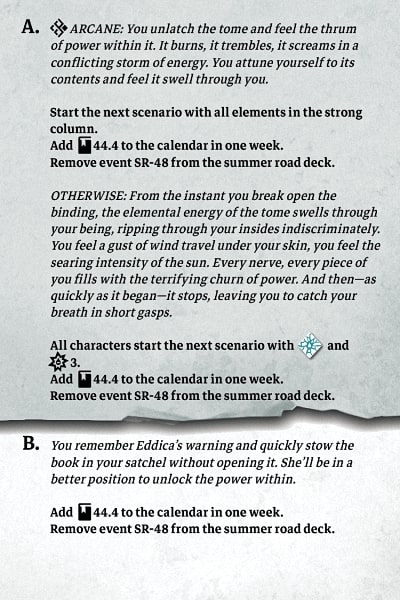 A. ARCANE: You unlatch the tome and feel the thrum
of power within it. It burns, it trembles, it screams in a
conflicting storm of energy. You attune yourself to its
contents and feel it swell through you.
Start the next scenario with all elements in the strong
column.
Add 44.4 to the calendar in one week.
Remove event SR-48 from the summer road deck.
OTHERWISE: From the instant you break open the
binding, the elemental energy of the tome swells through
your being, ripping through your insides indiscriminately.
You feel a gust of wind travel under your skin, you feel the
searing intensity of the sun. Every nerve, every piece of
you fills with the terrifying churn of power. And then—as
quickly as it began—it stops, leaving you to catch your
breath in short gasps.
All characters start the next scenario with and
3.
Add 44.4 to the calendar in one week.
Remove event SR-48 from the summer road deck.
B. You remember Eddica's warning and quickly stow the
book in your satchel without opening it. She'll be in a
better position to unlock the power within.
Add 44.4 to the calendar in one week.
Remove event SR-48 from the summer road deck.